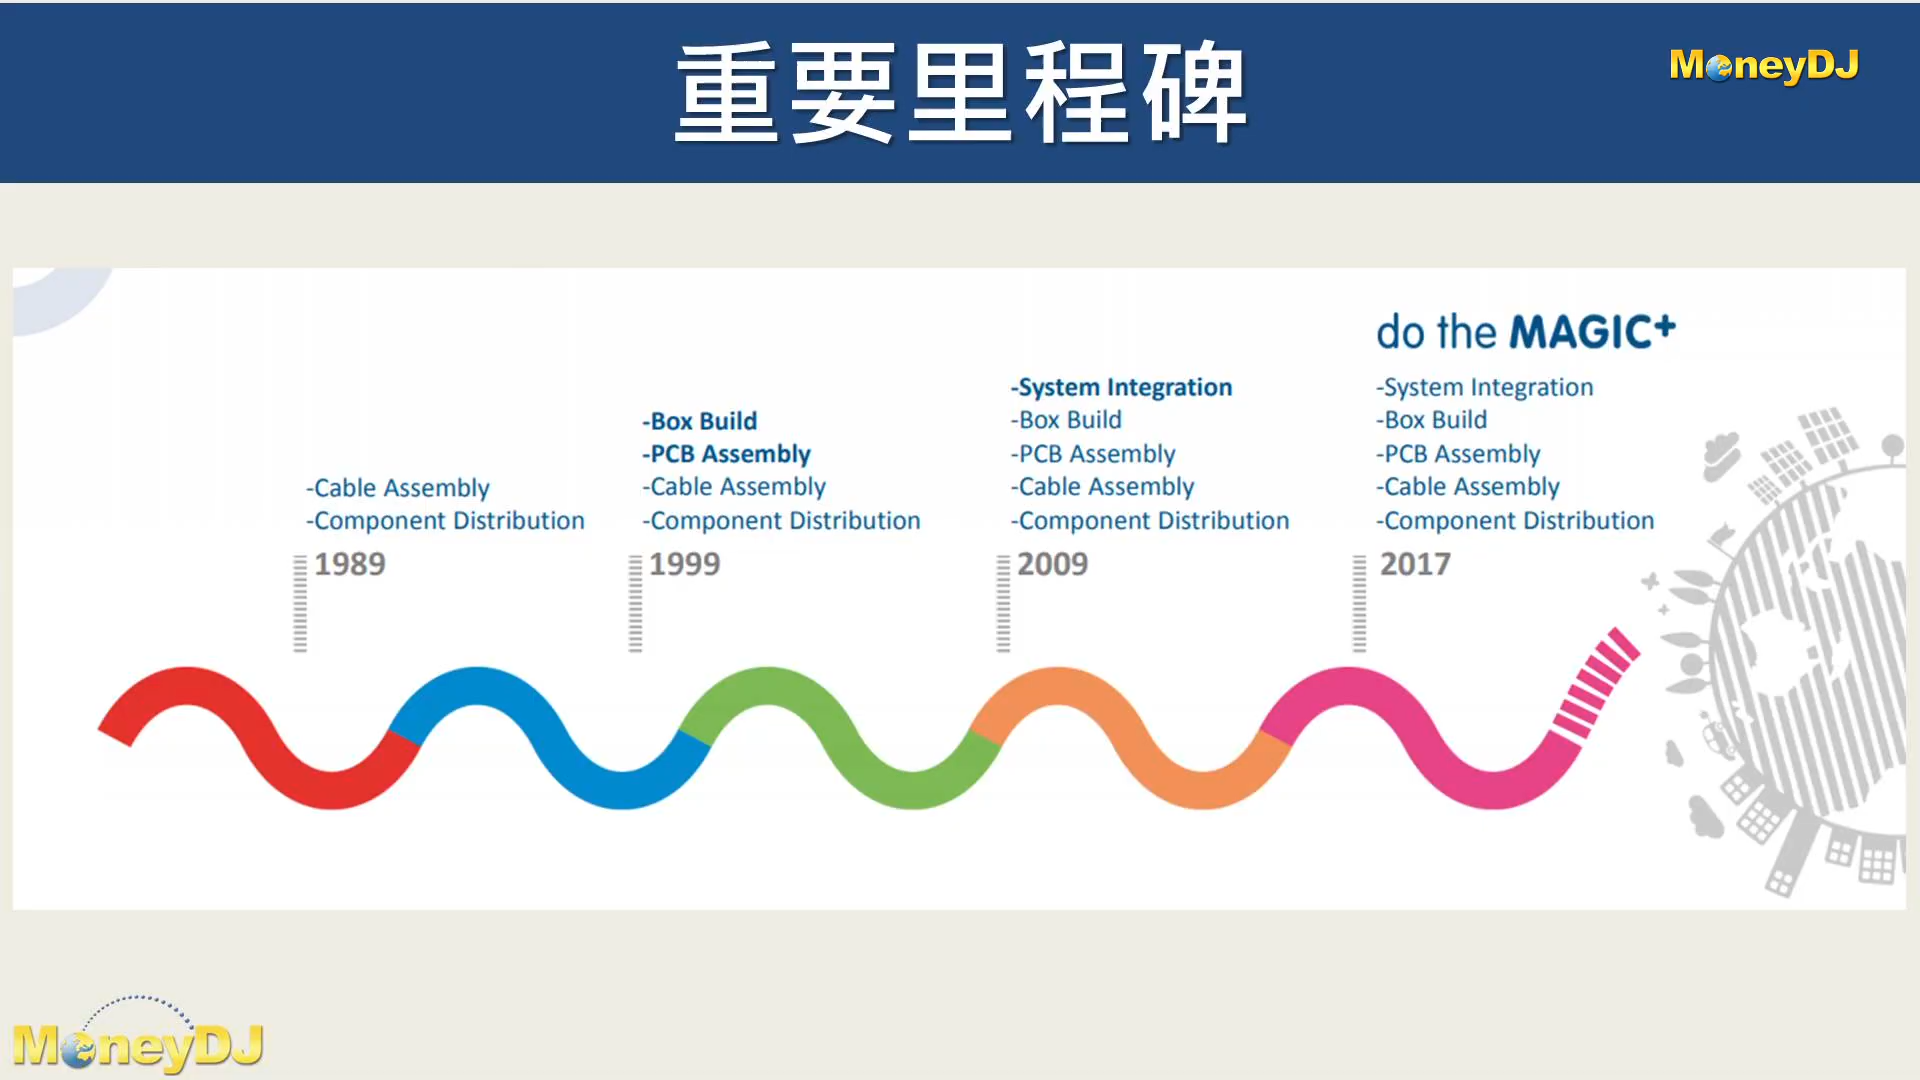 重要里程碑
MoneyDJ
do the MAGIC+
-Cable Assembly
-Component Distribution
1989
-Box Build
-PCB Assembly
-Cable Assembly
-Component Distribution
1999
-System Integration
-Box Build
-PCB Assembly
-Cable Assembly
-Component Distribution
2009
-System Integration
-Box Build
-PCB Assembly
-Cable Assembly
-Component Distribution
2017
MoneyDJ